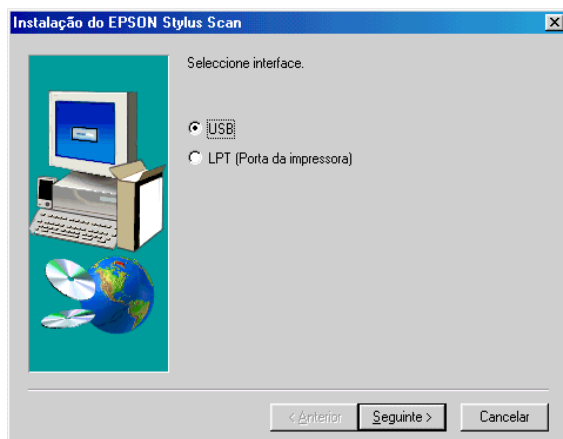 Instalação do EPSON Stylus Scan
Seleccione interface.
USB
LPT (Porta da impressora)
< Anterior
Seguinte >
Cancelar